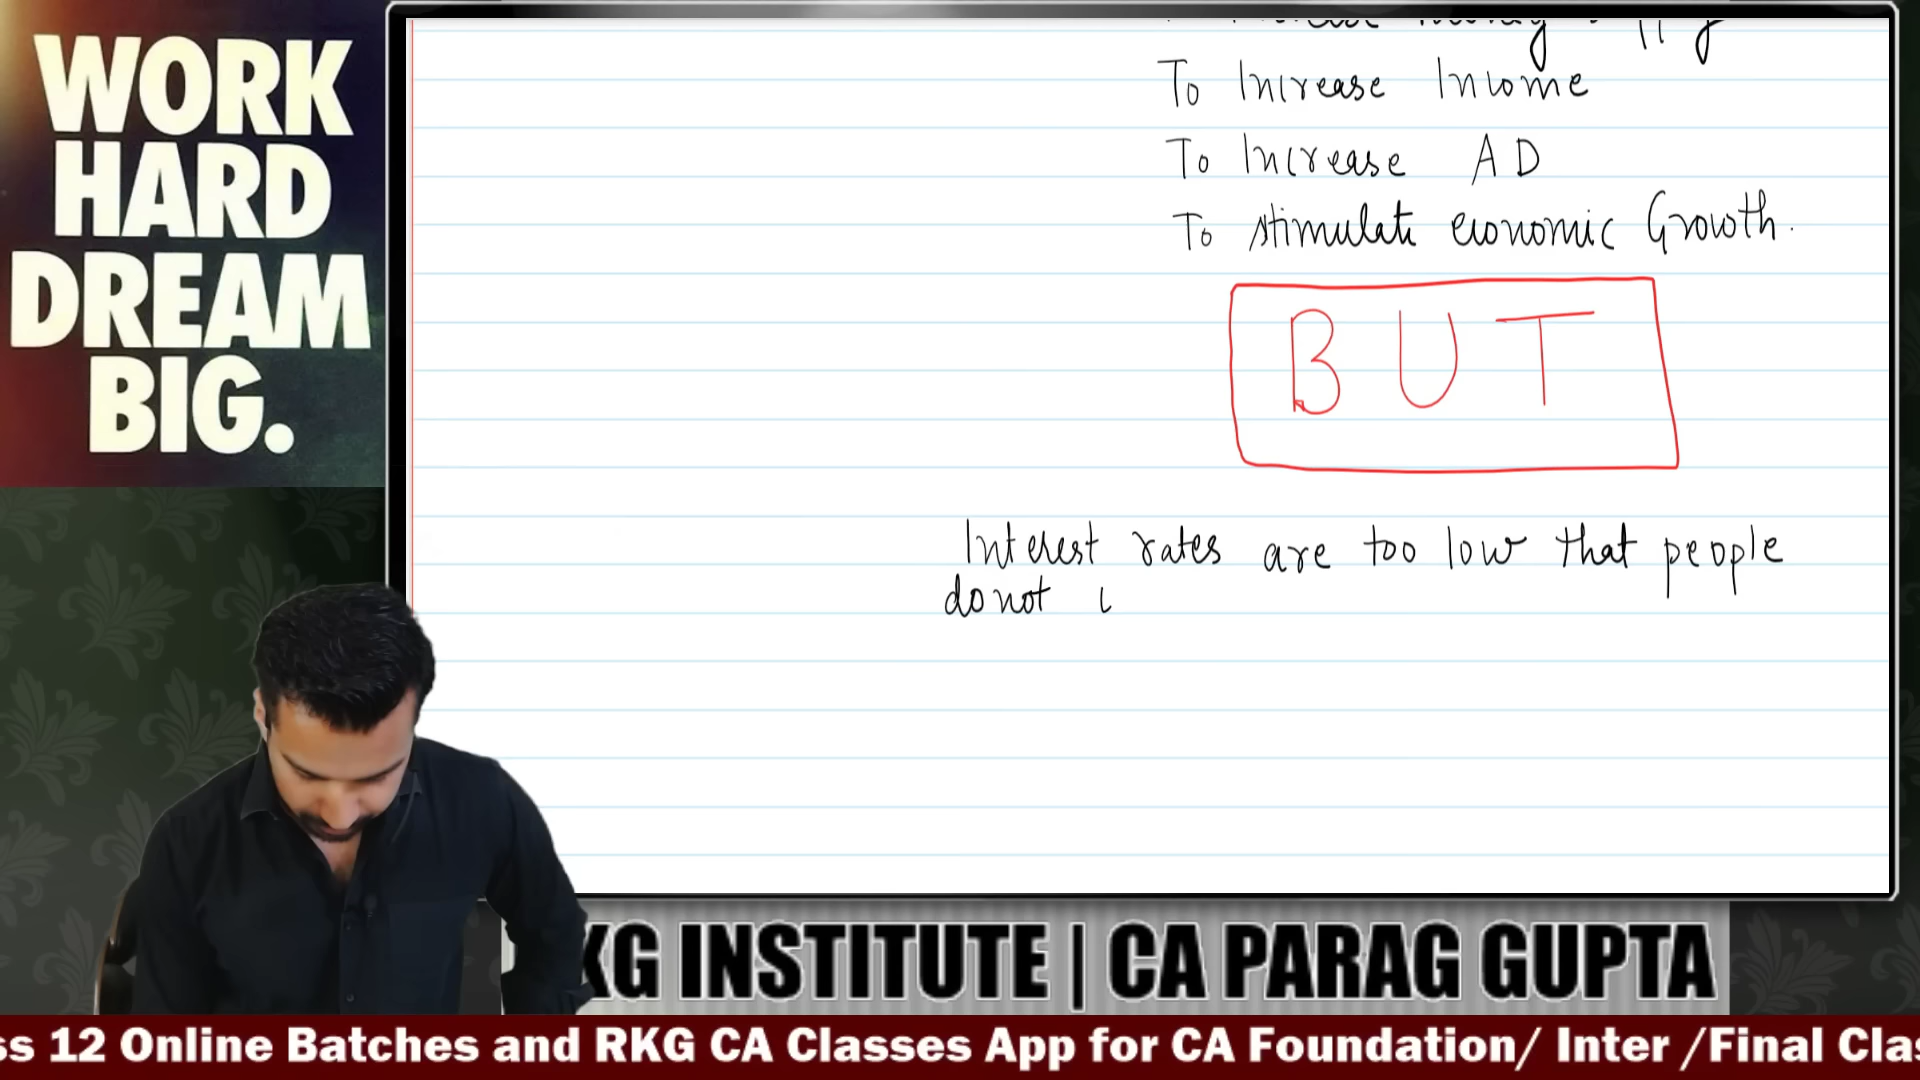 WORK
HARD
DREAM
BIG.
To Increase Income
To Increase AD
To stimulate economic Growth.
BUT
Interest rates are too low that people
do not
KG INSTITUTE | CA PARAG GUPTA
ss 12 Online Batches and RKG CA Classes App for CA Foundation/ Inter /Final Clas